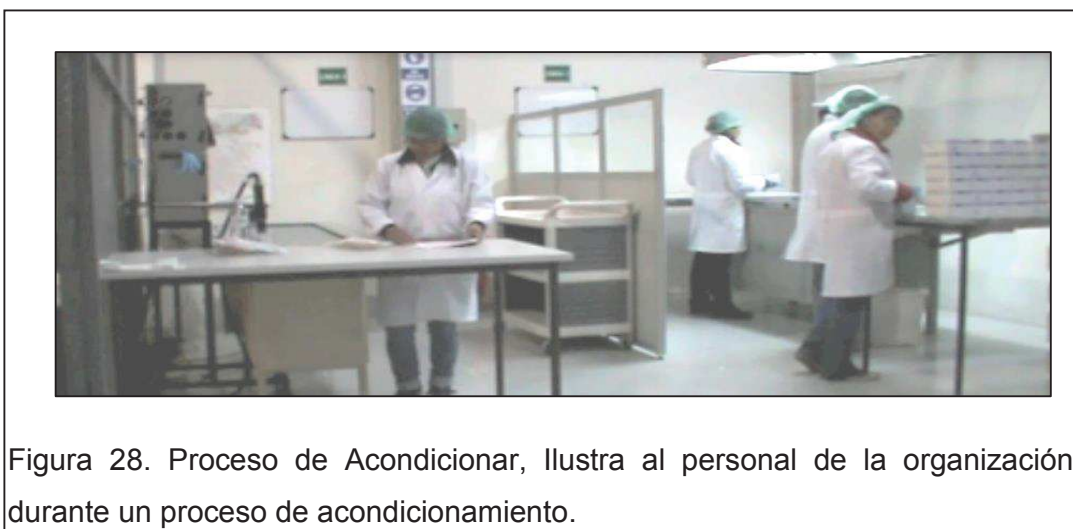 Figura 28. Proceso de Acondicionar, Ilustra al personal de la organización
durante un proceso de acondicionamiento.